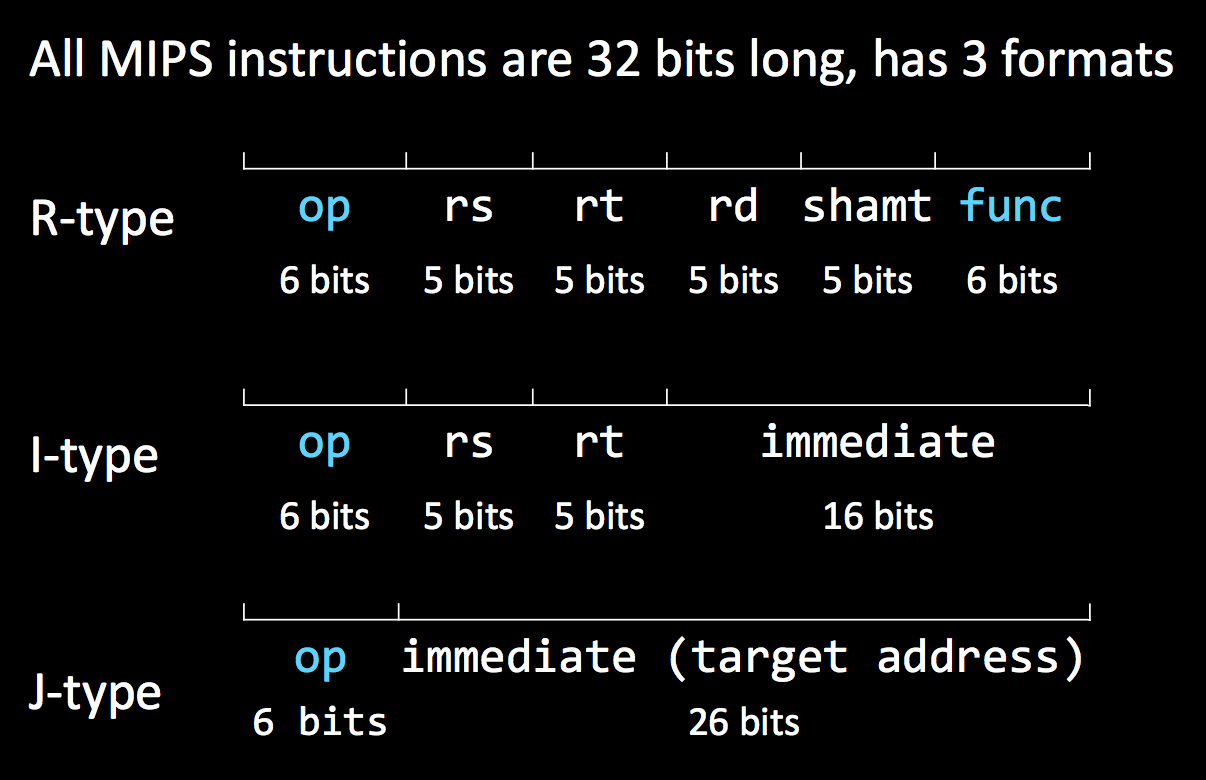 All MIPS instructions are 32 bits long, has 3 formats
R-type
op rs rt rd shamt func
6 bits 5 bits 5 bits 5 bits 5 bits 6 bits
I-type
op rs rt immediate
6 bits 5 bits 5 bits 16 bits
J-type
op immediate (target address)
6 bits 26 bits